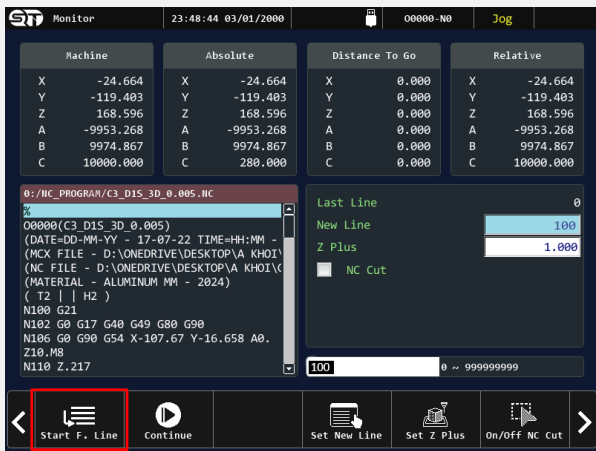 ST Monitor 23:48:44 03/01/2000 O0000-N0 Jog
Machine Absolute Distance To Go Relative
X -24.664 X -24.664 X 0.000 X -24.664
Y -119.403 Y -119.403 Y 0.000 Y -119.403
Z 168.596 Z 168.596 Z 0.000 Z 168.596
A -9953.268 A -9953.268 A 0.000 A -9953.268
B 9974.867 B 9974.867 B 0.000 B 9974.867
C 10000.000 C 280.000 C 0.000 C 10000.000
0:/NC_PROGRAM/C3_D1S_3D_0.005.NC
%
O0000(C3_D1S_3D_0.005)
(DATE=DD-MM-YY - 17-07-22 TIME=HH:MM -
(MCX FILE - D:\ONEDRIVE\DESKTOP\A KHOI\
(NC FILE - D:\ONEDRIVE\DESKTOP\A KHOI\C
(MATERIAL - ALUMINUM MM - 2024)
( T2 | | H2 )
N100 G21
N102 G0 G17 G40 G49 G80 G90
N106 G0 G90 G54 X-107.67 Y-16.658 A0.
Z10.M8
N110 Z.217
Last Line 0
New Line 100
Z Plus 1.000
NC Cut
100 0 ~ 999999999
Start F. Line Continue Set New Line Set Z Plus On/Off NC Cut